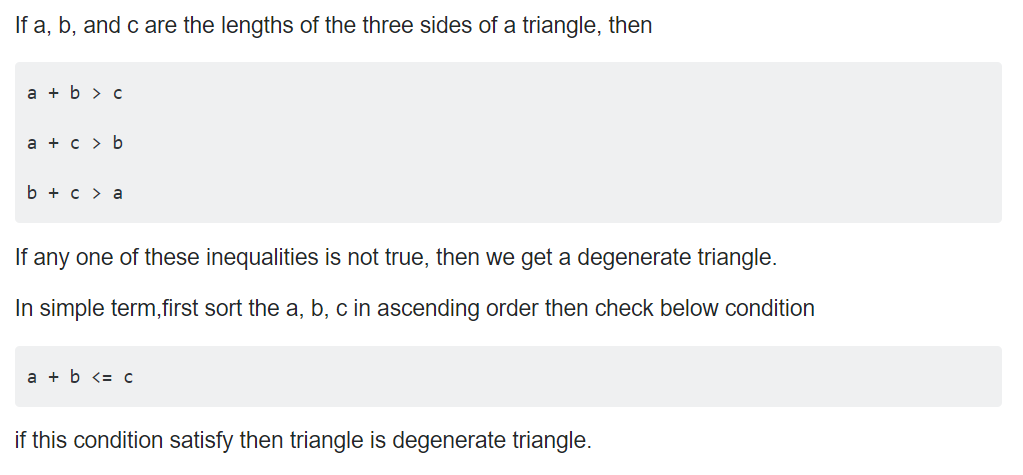 If a, b, and c are the lengths of the three sides of a triangle, then
a + b > c
a + c > b
b + c > a
If any one of these inequalities is not true, then we get a degenerate triangle.
In simple term,first sort the a, b, c in ascending order then check below condition
a + b <= c
if this condition satisfy then triangle is degenerate triangle.